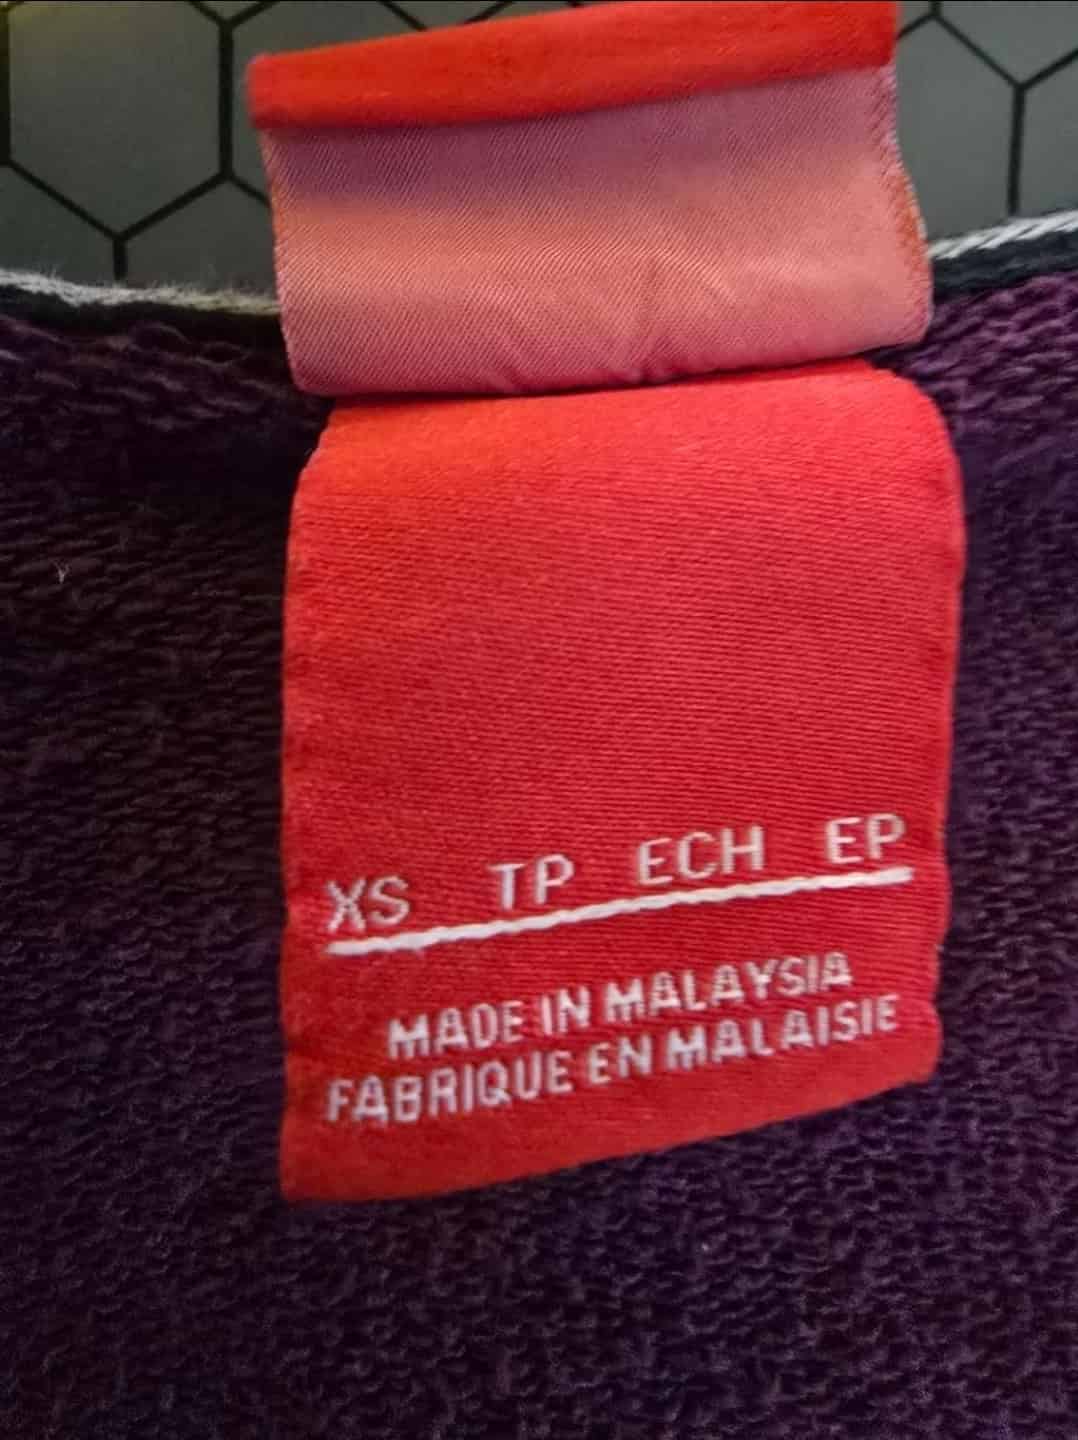 XS TP ECH EP
MADE IN MALAYSIA
FABRIQUE EN MALAISIE